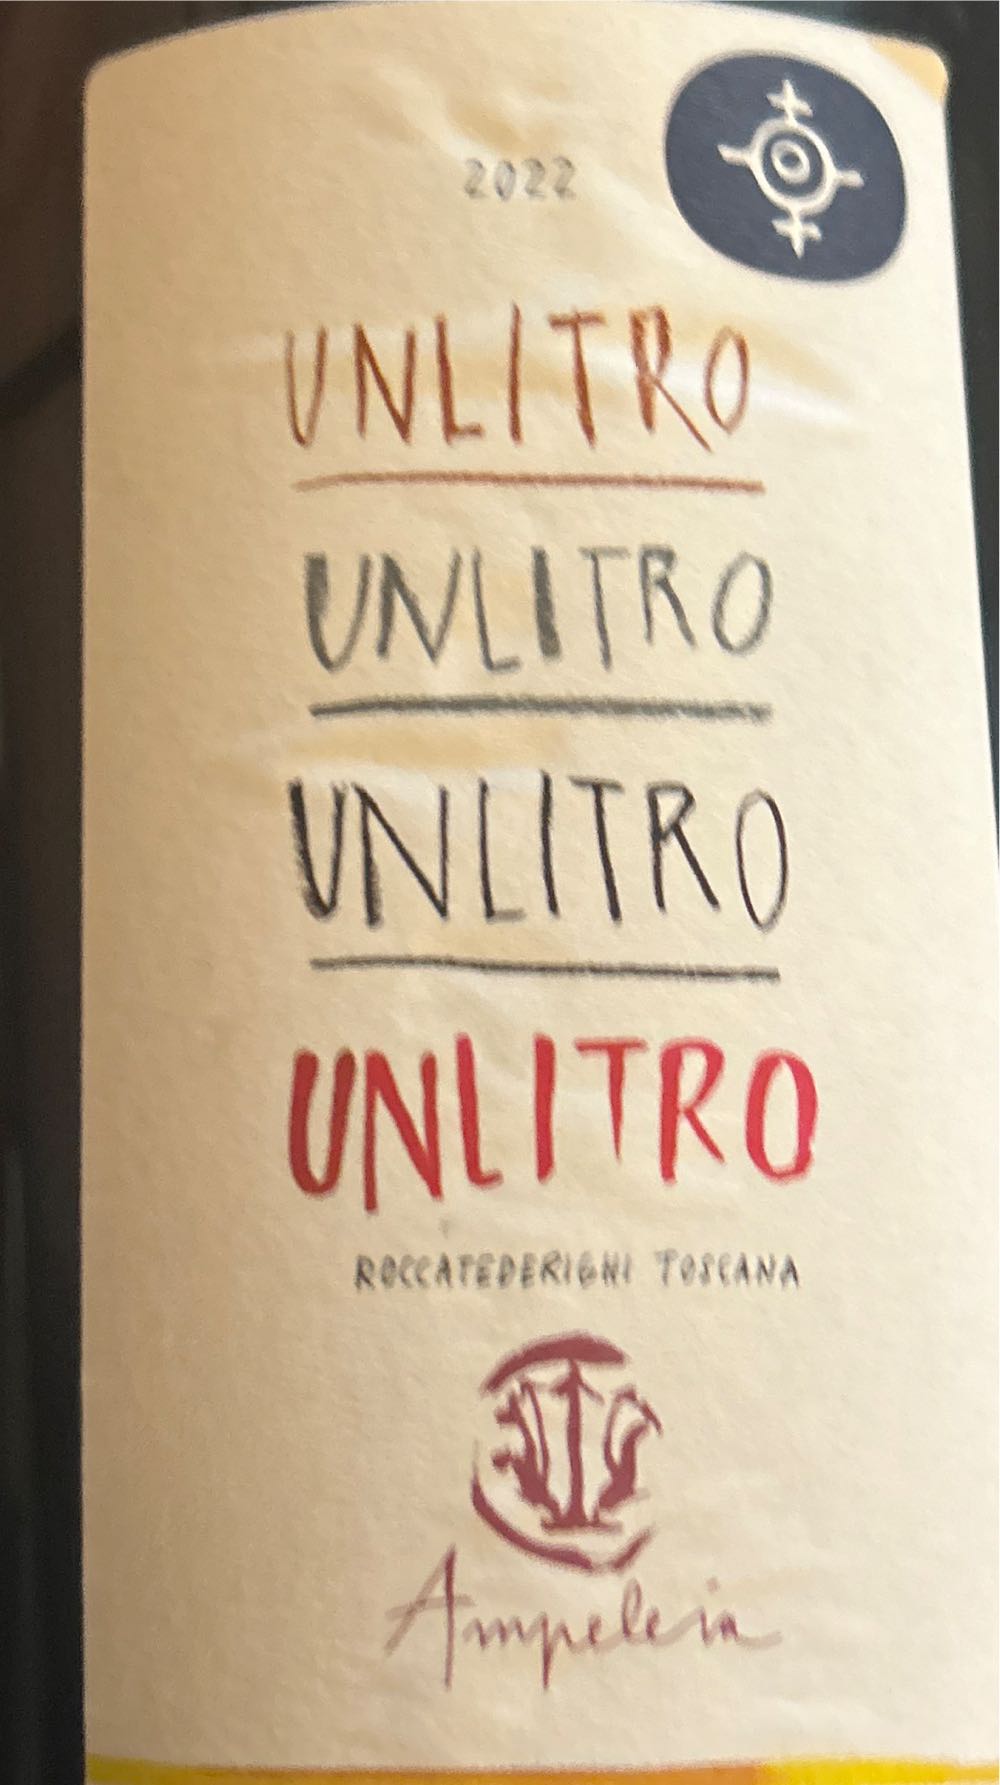 2022
UNLITRO
UNLITRO
UNLITRO
UNLITRO
ROCCATEDERIGHI TOSCANA
Ampeleia